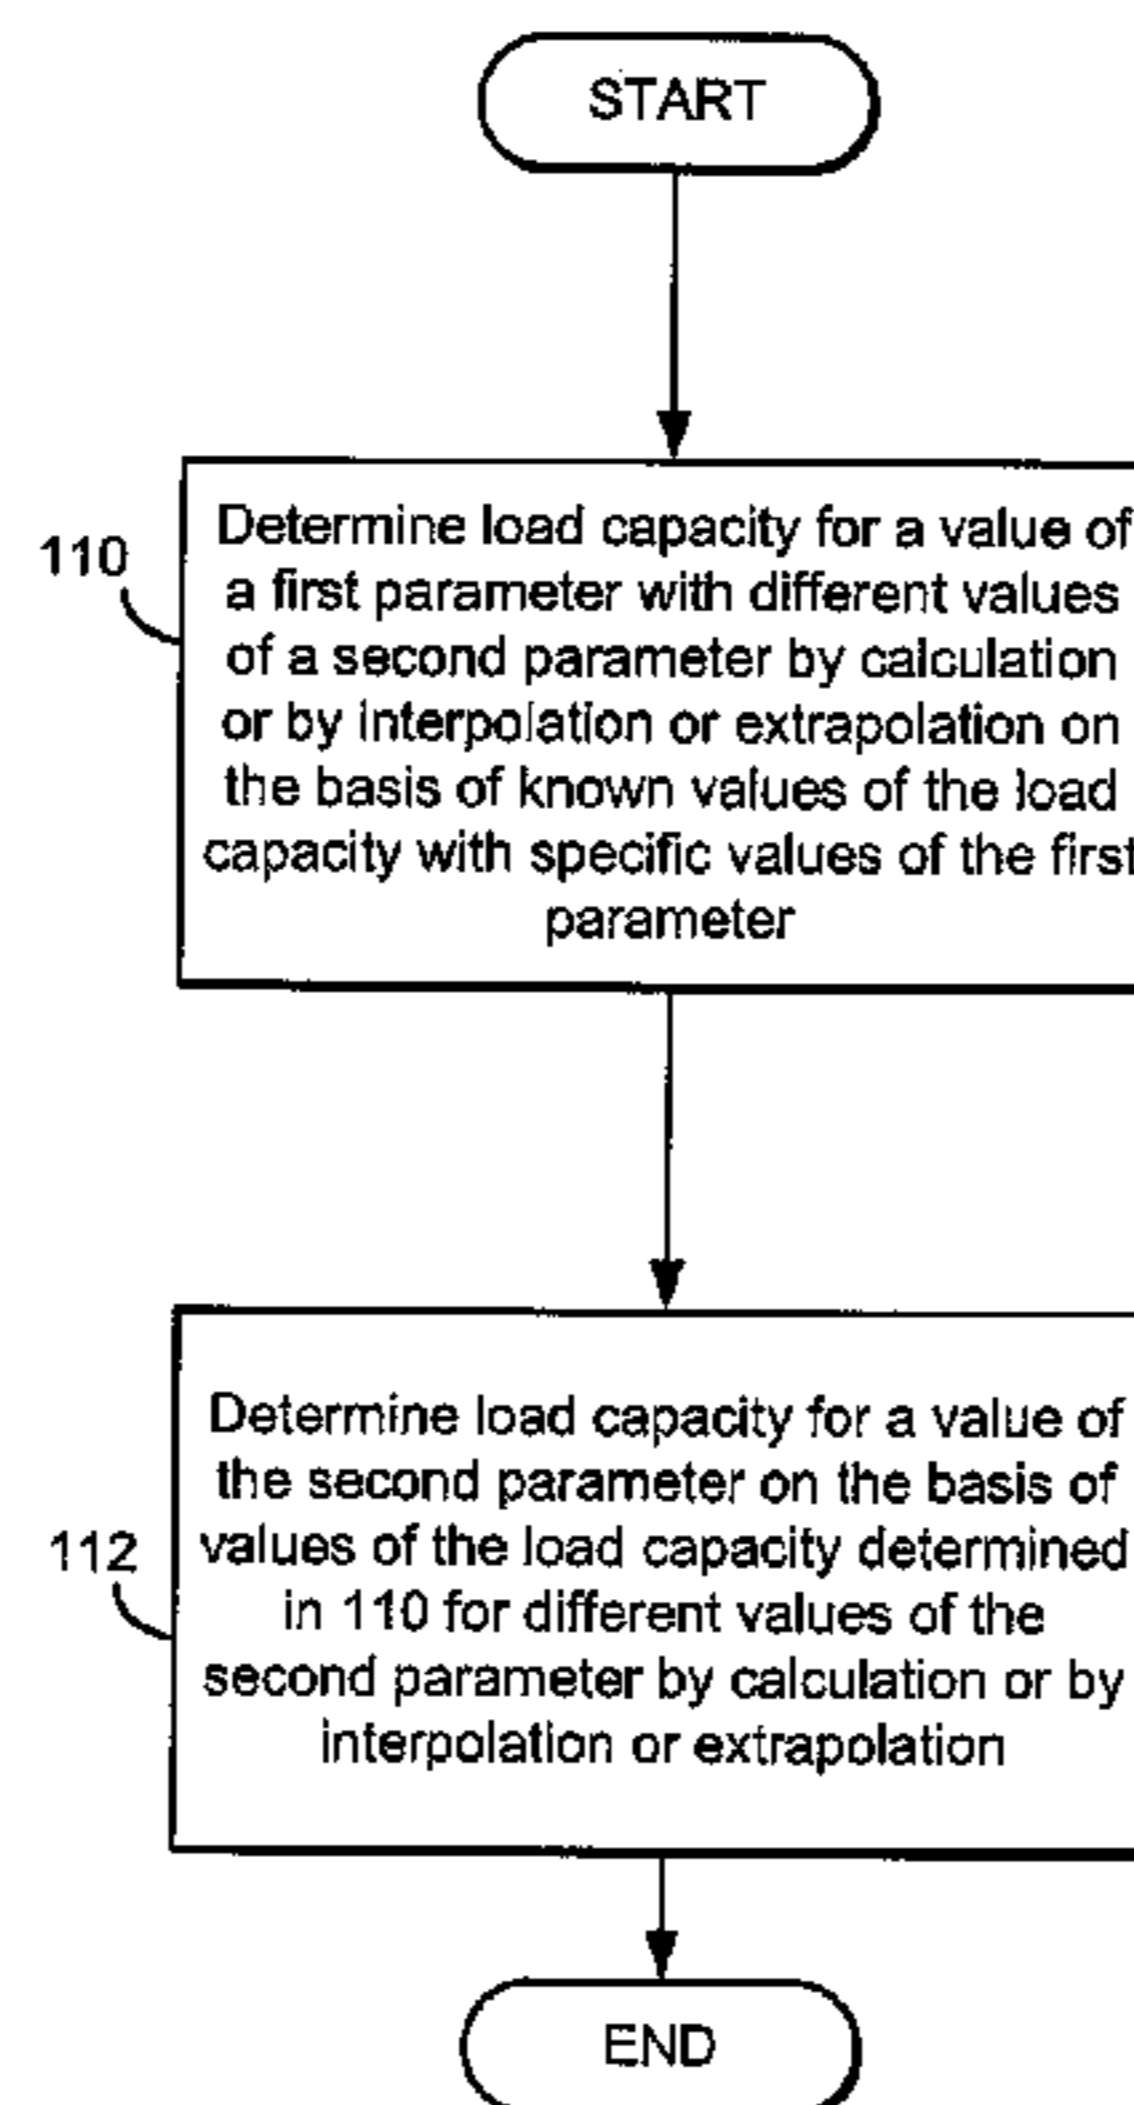 START
110
Determine load capacity for a value of
a first parameter with different values
of a second parameter by calculation
or by interpolation or extrapolation on
the basis of known values of the load
capacity with specific values of the first
parameter
112
Determine load capacity for a value of
the second parameter on the basis of
values of the load capacity determined
in 110 for different values of the
second parameter by calculation or by
interpolation or extrapolation
END